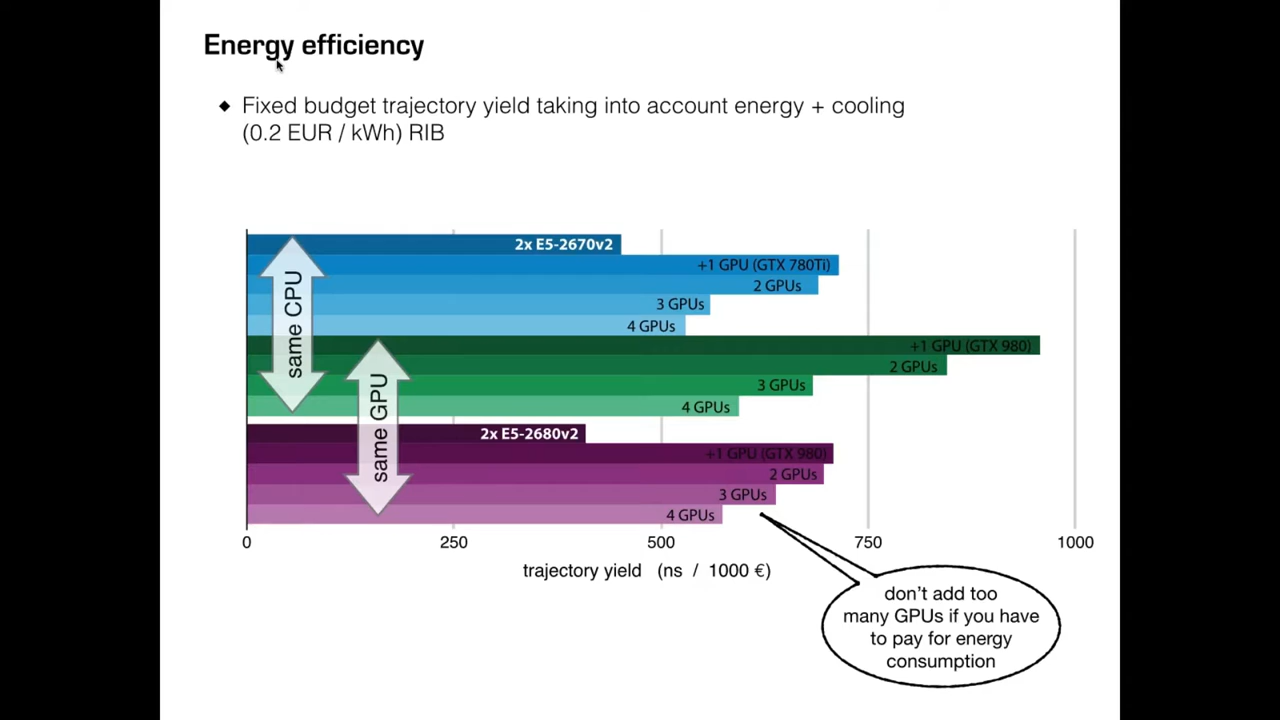 Energy efficiency
◆ Fixed budget trajectory yield taking into account energy + cooling
(0.2 EUR / kWh) RIB
2x E5-2670v2
+1 GPU (GTX 780Ti)
2 GPUs
3 GPUs
4 GPUs
+1 GPU (GTX 980)
2 GPUs
3 GPUs
4 GPUs
2x E5-2680v2
+1 GPU (GTX 980)
2 GPUs
3 GPUs
4 GPUs
same CPU
same GPU
0 250 500 750 1000
trajectory yield (ns / 1000 €)
don't add too
many GPUs if you have
to pay for energy
consumption